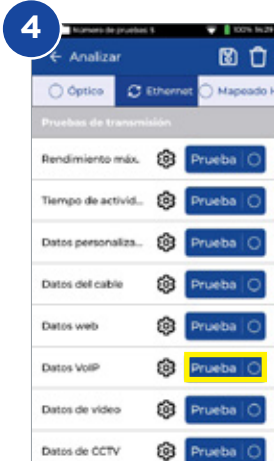 4
Número de pruebas 5 100% 14:29
← Analizar
Óptico Ethernet Mapeado H
Pruebas de transmisión
Rendimiento máx. Prueba
Tiempo de activid... Prueba
Datos personaliza... Prueba
Datos del cable Prueba
Datos web Prueba
Datos VoIP Prueba
Datos de vídeo Prueba
Datos de CCTV Prueba